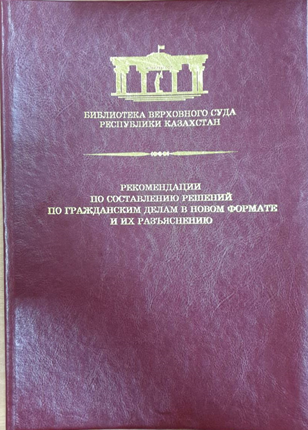 БИБЛИОТЕКА ВЕРХОВНОГО СУДА
РЕСПУБЛИКИ КАЗАХСТАН
РЕКОМЕНДАЦИИ
ПО СОСТАВЛЕНИЮ РЕШЕНИЙ
ПО ГРАЖДАНСКИМ ДЕЛАМ В НОВОМ ФОРМАТЕ
И ИХ РАЗЪЯСНЕНИЮ